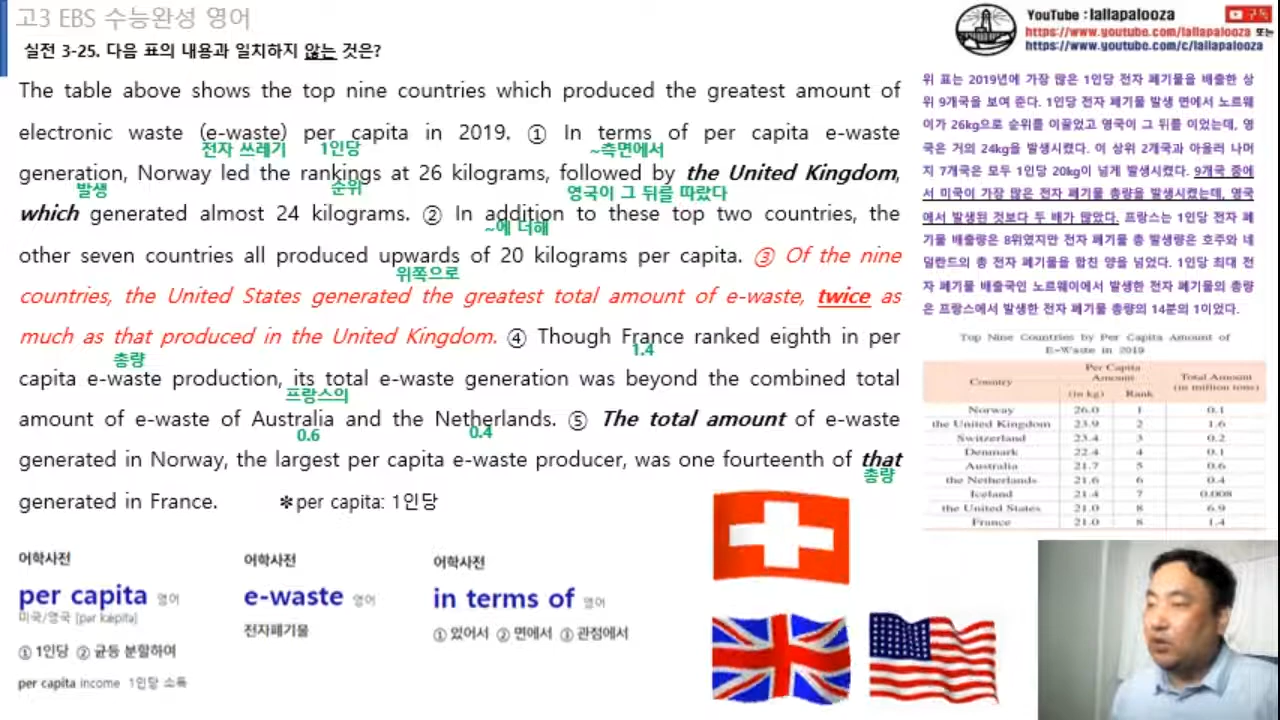 고3 EBS 수능완성 영어
실전 3-25. 다음 표의 내용과 일치하지 않는 것은?
The table above shows the top nine countries which produced the greatest amount of
electronic waste (e-waste) per capita in 2019. ① In terms of per capita e-waste
전자 쓰레기 1인당 ~측면에서
generation, Norway led the rankings at 26 kilograms, followed by the United Kingdom,
발생 순위 영국이 그 뒤를 따랐다
which generated almost 24 kilograms. ② In addition to these top two countries, the
~에 더해
other seven countries all produced upwards of 20 kilograms per capita. ③ Of the nine
위쪽으로
countries, the United States generated the greatest total amount of e-waste, twice as
much as that produced in the United Kingdom. ④ Though France ranked eighth in per
총량 1.4
capita e-waste production, its total e-waste generation was beyond the combined total
프랑스의
amount of e-waste of Australia and the Netherlands. ⑤ The total amount of e-waste
0.6 0.4
generated in Norway, the largest per capita e-waste producer, was one fourteenth of that
총량
generated in France. ✽per capita: 1인당
어학사전
per capita 영어
미국/영국 [pər kæpitə]
① 1인당 ② 균등 분할하여
per capita income 1인당 소득
어학사전
e-waste 영어
전자폐기물
어학사전
in terms of 영어
① 있어서 ② 면에서 ③ 관점에서
YouTube : lallapalooza
구독
https://www.youtube.com/lallapalooza 또는
https://www.youtube.com/c/lallapalooza
위 표는 2019년에 가장 많은 1인당 전자 폐기물을 배출한 상
위 9개국을 보여 준다. 1인당 전자 폐기물 발생 면에서 노르웨
이가 26kg으로 순위를 이끌었고 영국이 그 뒤를 이었는데, 영
국은 거의 24kg을 발생시켰다. 이 상위 2개국과 아울러 나머
지 7개국은 모두 1인당 20kg이 넘게 발생시켰다. 9개국 중에
서 미국이 가장 많은 전자 폐기물 총량을 발생시켰는데, 영국
에서 발생된 것보다 두 배가 많았다. 프랑스는 1인당 전자 폐
기물 배출량은 8위였지만 전자 폐기물 총 발생량은 호주와 네
덜란드의 총 전자 폐기물을 합친 양을 넘었다. 1인당 최대 전
자 폐기물 배출국인 노르웨이에서 발생한 전자 폐기물의 총량
은 프랑스에서 발생한 전자 폐기물 총량의 14분의 1이었다.
Top Nine Countries by Per Capita Amount of
E-Waste in 2019
Country Per Capita Amount Total Amount
(in kg) Rank (in million tons)
Norway 26.0 1 0.1
the United Kingdom 23.9 2 1.6
Switzerland 23.4 3 0.2
Denmark 22.4 4 0.1
Australia 21.7 5 0.6
the Netherlands 21.6 6 0.4
Iceland 21.4 7 0.008
the United States 21.0 8 6.9
France 21.0 8 1.4